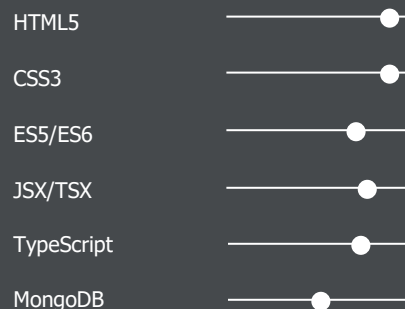 HTML5
CSS3
ES5/ES6
JSX/TSX
TypeScript
MongoDB